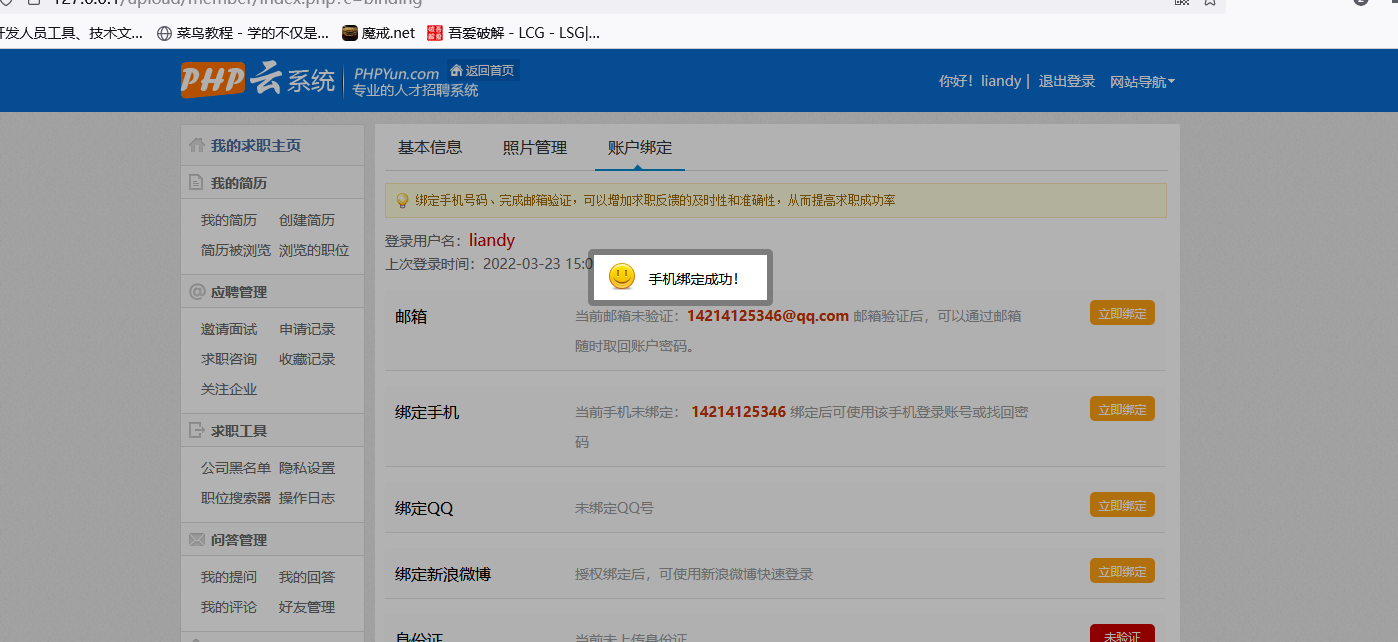 127.0.0.1/upload/member/index.php?c=binding
开发人员工具、技术文... 菜鸟教程 - 学的不仅是... 魔戒.net 吾爱破解 - LCG - LSG|...
PHP云系统 PHPYun.com 返回首页
专业的人才招聘系统
你好！liandy | 退出登录 网站导航
我的求职主页
我的简历
我的简历 创建简历
简历被浏览 浏览的职位
应聘管理
邀请面试 申请记录
求职咨询 收藏记录
关注企业
求职工具
公司黑名单 隐私设置
职位搜索器 操作日志
问答管理
我的提问 我的回答
我的评论 好友管理
基本信息 照片管理 账户绑定
绑定手机号码、完成邮箱验证，可以增加求职反馈的及时性和准确性，从而提高求职成功率
登录用户名：liandy
上次登录时间：2022-03-23 15:0
手机绑定成功！
邮箱 当前邮箱未验证：14214125346@qq.com 邮箱验证后，可以通过邮箱 立即绑定
随时取回账户密码。
绑定手机 当前手机未绑定： 14214125346 绑定后可使用该手机登录账号或找回密 立即绑定
码
绑定QQ 未绑定QQ号 立即绑定
绑定新浪微博 授权绑定后，可使用新浪微博快速登录 立即绑定
身份证 当前未上传身份证 未验证